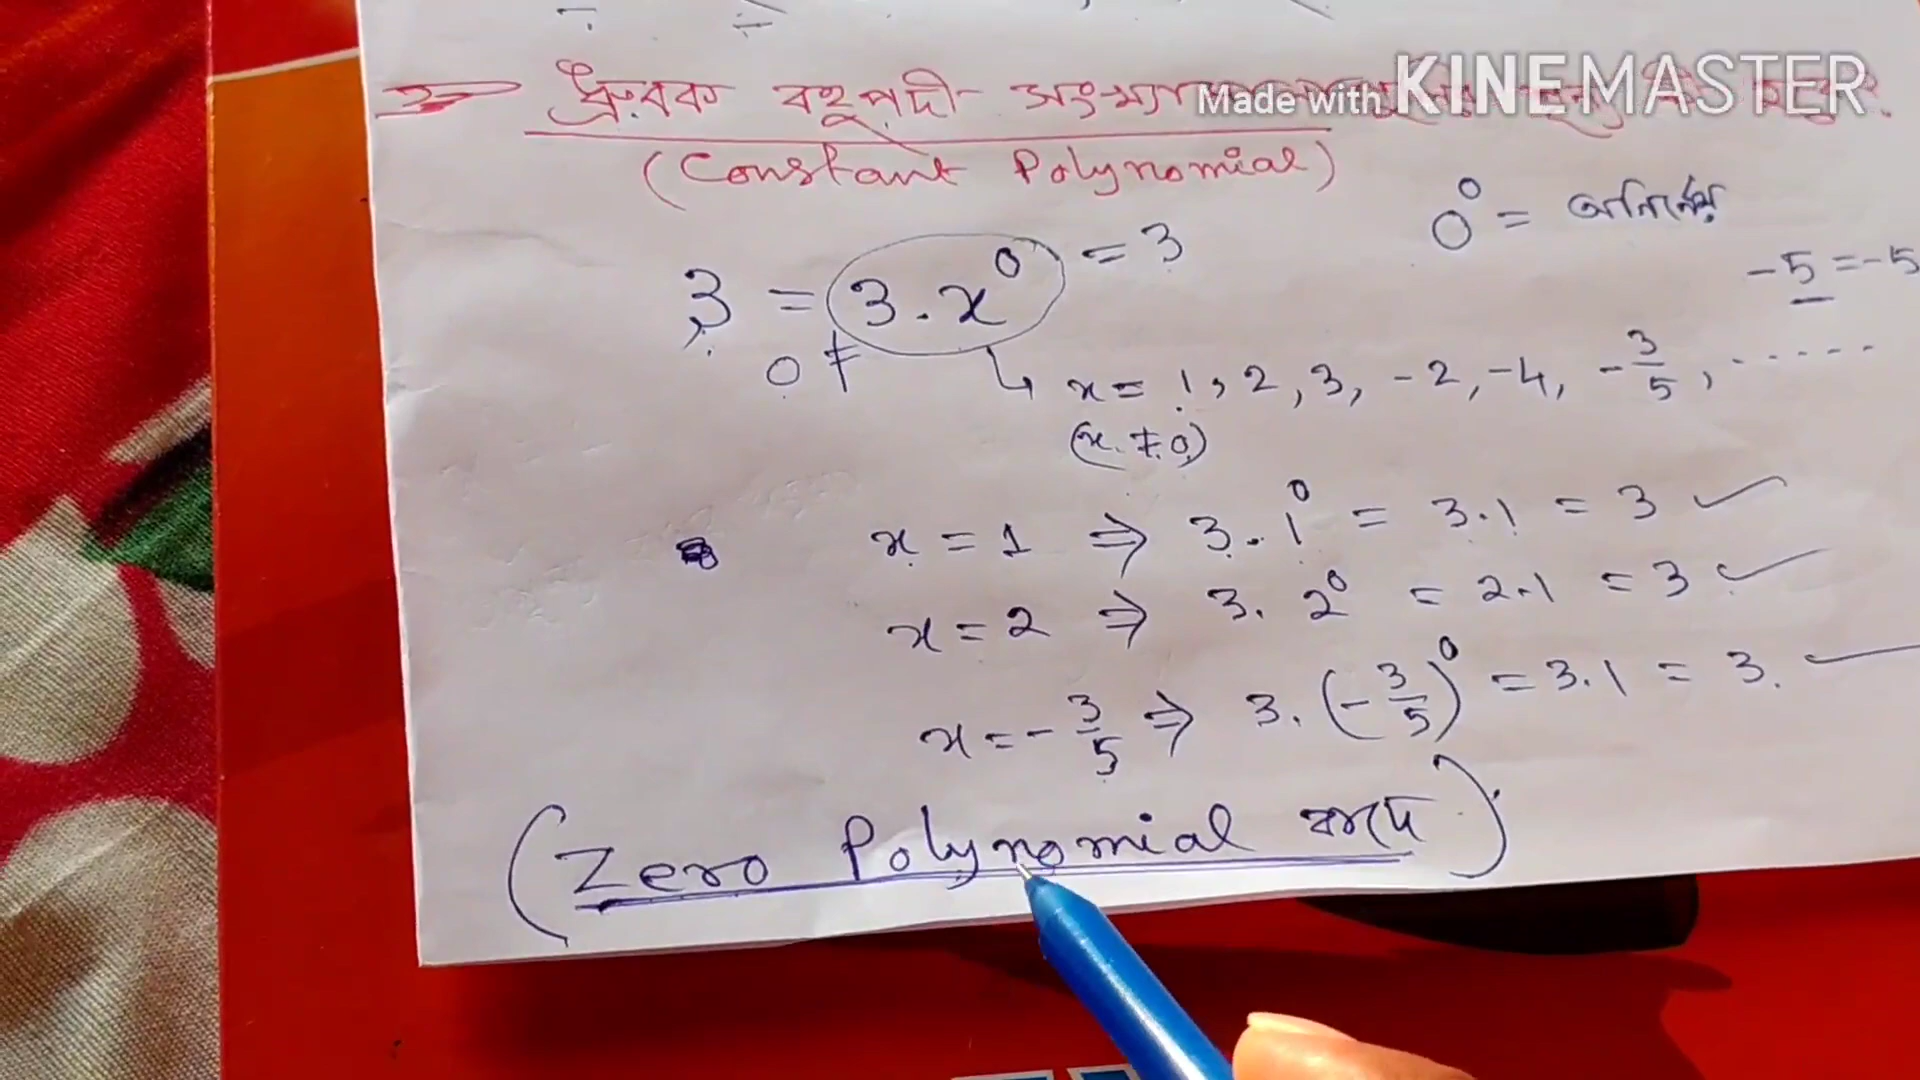 ধ্রুবক বহুপদী
Made with KINEMASTER
(Constant Polynomial)
0⁰ = অনির্ণেয়
-5 = -5
3 = 3.x⁰ = 3
0 ≠
x = 1, 2, 3, -2, -4, -3/5, ......
(x ≠ 0)
x = 1 ⇒ 3.1⁰ = 3.1 = 3 ✓
x = 2 ⇒ 3.2⁰ = 2.1 = 3 ✓
x = -3/5 ⇒ 3.(-3/5)⁰ = 3.1 = 3. ✓
(Zero Polynomial বাদে)